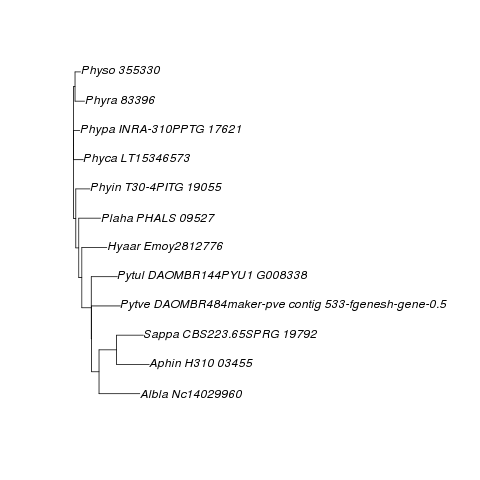 Physo 355330
Phyra 83396
Phypa INRA-310PPTG 17621
Phyca LT15346573
Phyin T30-4PITG 19055
Plaha PHALS 09527
Hyaar Emoy2812776
Pytul DAOMBR144PYU1 G008338
Pytve DAOMBR484maker-pve contig 533-fgenesh-gene-0.5
Sappa CBS223.65SPRG 19792
Aphin H310 03455
Albla Nc14029960